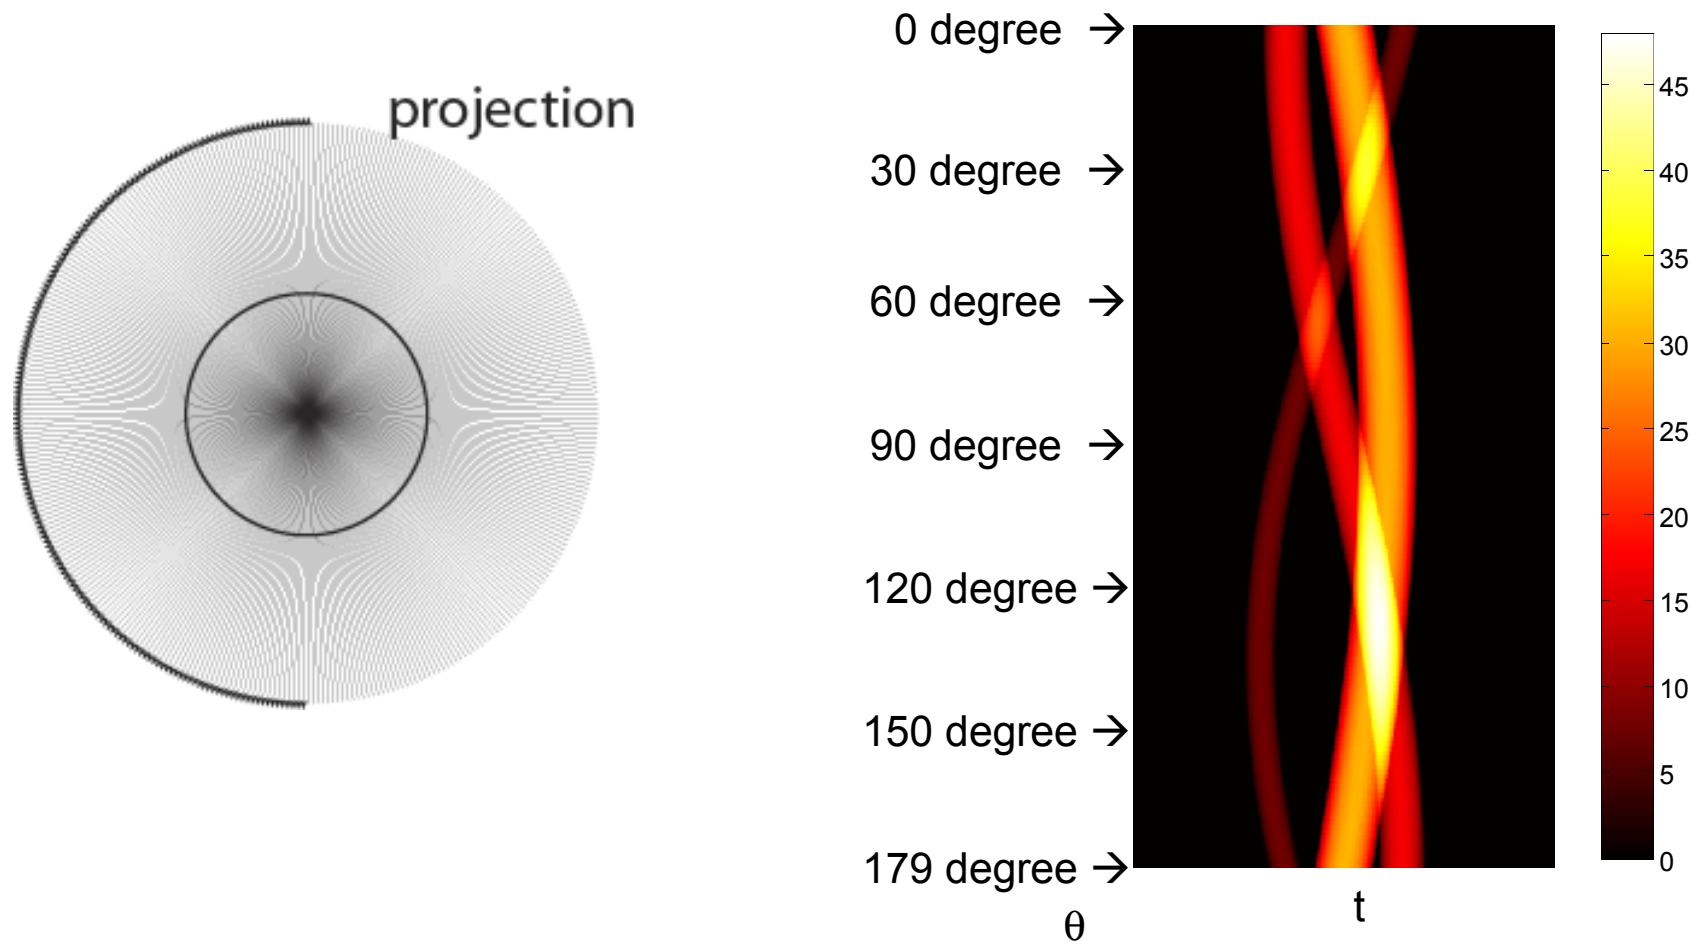 projection
0 degree →
30 degree →
60 degree →
90 degree →
120 degree →
150 degree →
179 degree →
θ
t
45
40
35
30
25
20
15
10
5
0